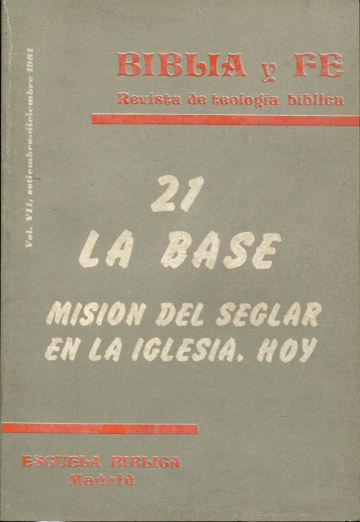 BIBLIA y FE
Revista de teología bíblica
Vol. VII, setiembre-diciembre 1981
21
LA BASE
MISION DEL SEGLAR
EN LA IGLESIA, HOY
ESCUELA BIBLICA
Madrid